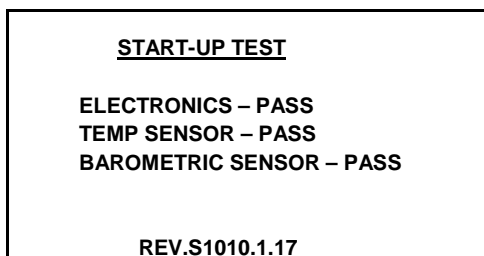 START-UP TEST
ELECTRONICS – PASS
TEMP SENSOR – PASS
BAROMETRIC SENSOR – PASS
REV.S1010.1.17